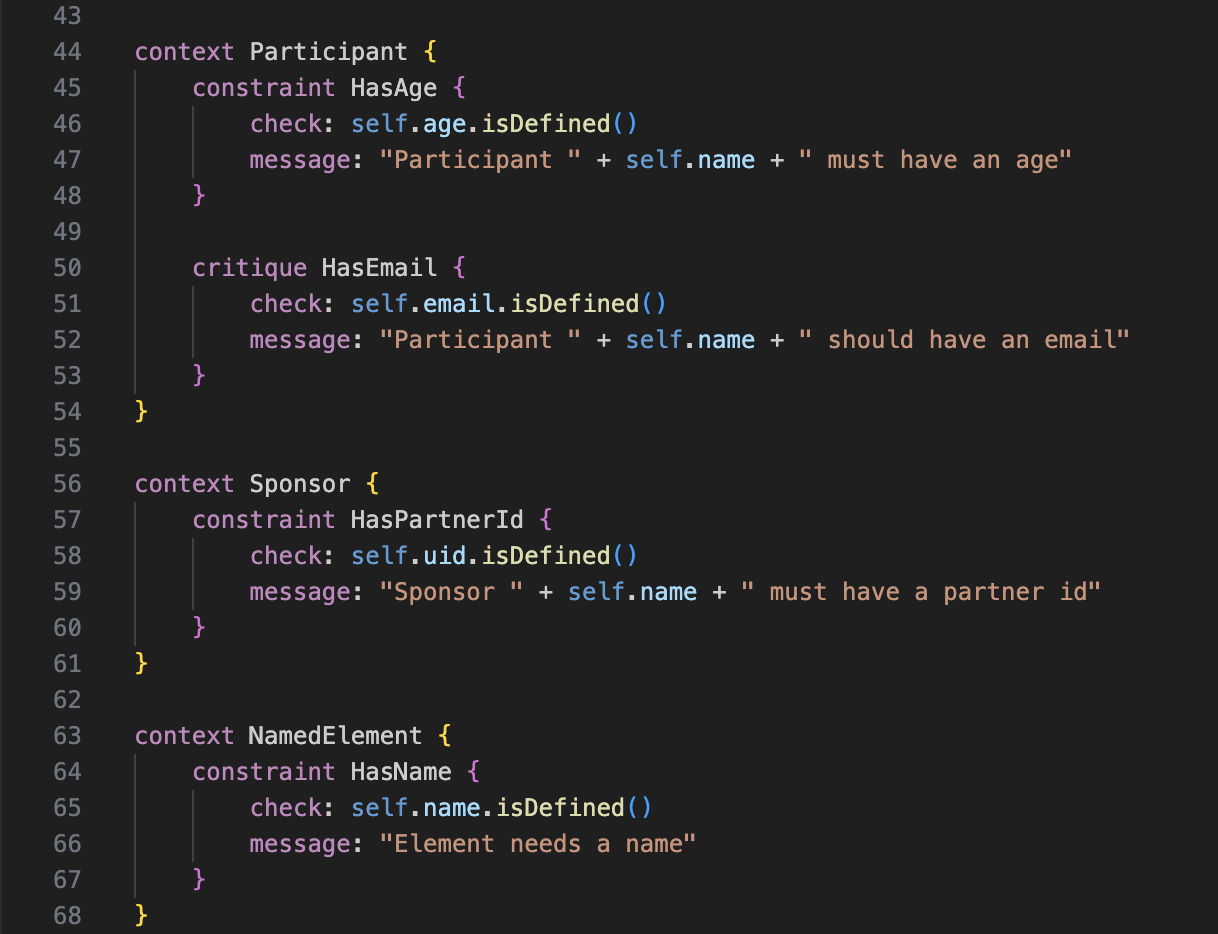 43
44 context Participant {
45 constraint HasAge {
46 check: self.age.isDefined()
47 message: "Participant " + self.name + " must have an age"
48 }
49
50 critique HasEmail {
51 check: self.email.isDefined()
52 message: "Participant " + self.name + " should have an email"
53 }
54 }
55
56 context Sponsor {
57 constraint HasPartnerId {
58 check: self.uid.isDefined()
59 message: "Sponsor " + self.name + " must have a partner id"
60 }
61 }
62
63 context NamedElement {
64 constraint HasName {
65 check: self.name.isDefined()
66 message: "Element needs a name"
67 }
68 }